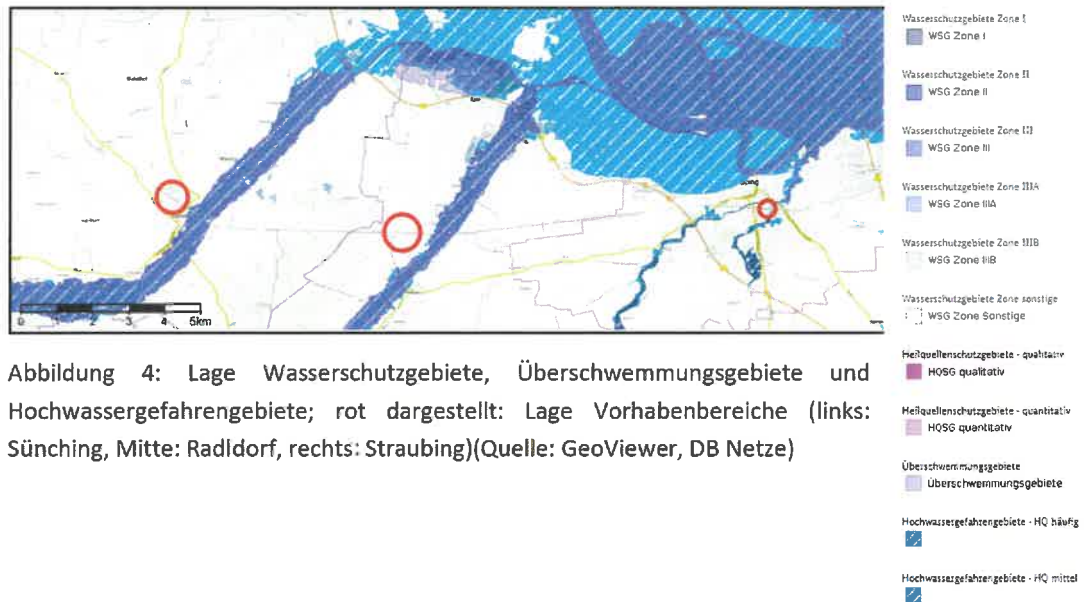 0 2 3 4 5km
Abbildung 4: Lage Wasserschutzgebiete, Überschwemmungsgebiete und
Hochwassergefahrengebiete; rot dargestellt: Lage Vorhabenbereiche (links:
Sünching, Mitte: Radldorf, rechts: Straubing)(Quelle: GeoViewer, DB Netze)
Wasserschutzgebiete Zone I
WSG Zone I
Wasserschutzgebiete Zone II
WSG Zone II
Wasserschutzgebiete Zone III
WSG Zone III
Wasserschutzgebiete Zone IIIA
WSG Zone IIIA
Wasserschutzgebiete Zone IIIB
WSG Zone IIIB
Wasserschutzgebiete Zone sonstige
WSG Zone Sonstige
Heilquellenschutzgebiete - qualitativ
HQSG qualitativ
Heilquellenschutzgebiete - quantitativ
HQSG quantitativ
Überschwemmungsgebiete
Überschwemmungsgebiete
Hochwassergefahrengebiete - HQ häufig
Hochwassergefahrengebiete - HQ mittel